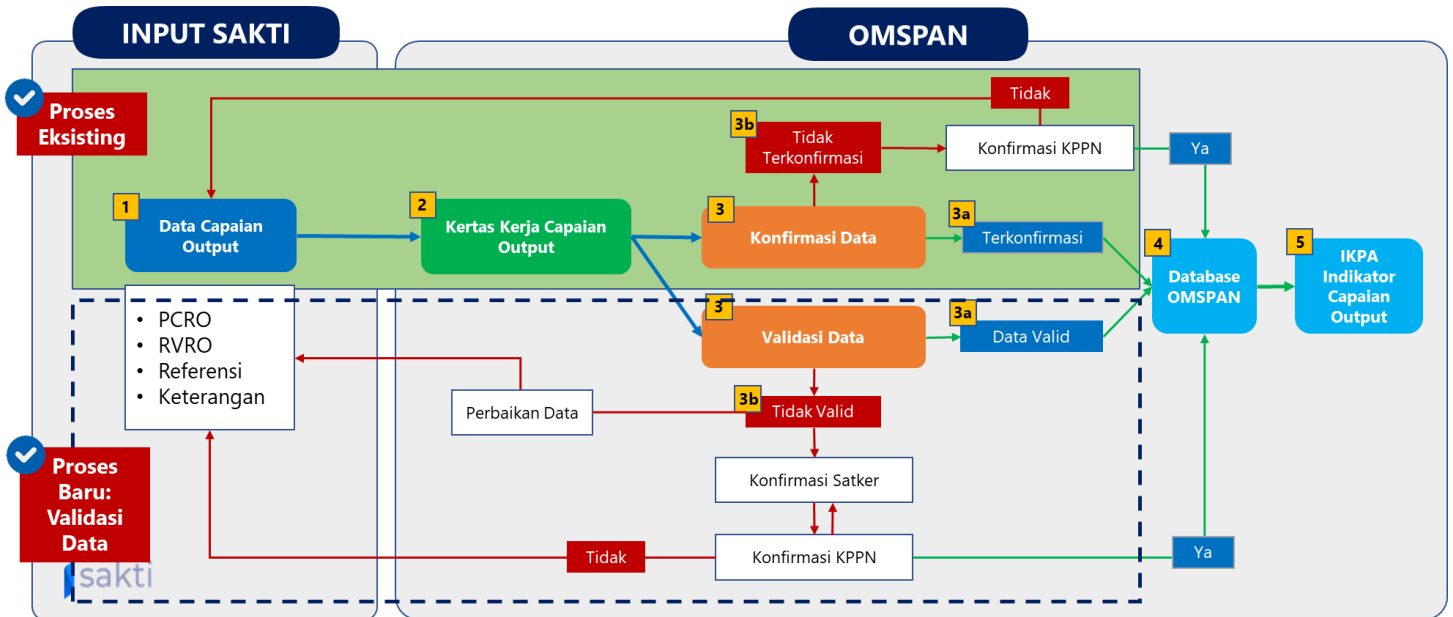 INPUT SAKTI
OMSPAN
Proses
Eksisting
Tidak
3b
Tidak
Terkonfirmasi
Konfirmasi KPPN
Ya
1
Data Capaian
Output
2
Kertas Kerja Capaian
Output
3
Konfirmasi Data
3a
Terkonfirmasi
4
Database
OMSPAN
5
IKPA
Indikator
Capaian
Output
• PCRO
• RVRO
• Referensi
• Keterangan
3
Validasi Data
3a
Data Valid
Perbaikan Data
3b
Tidak Valid
Konfirmasi Satker
Proses
Baru:
Validasi
Data
Tidak
Konfirmasi KPPN
Ya
sakti